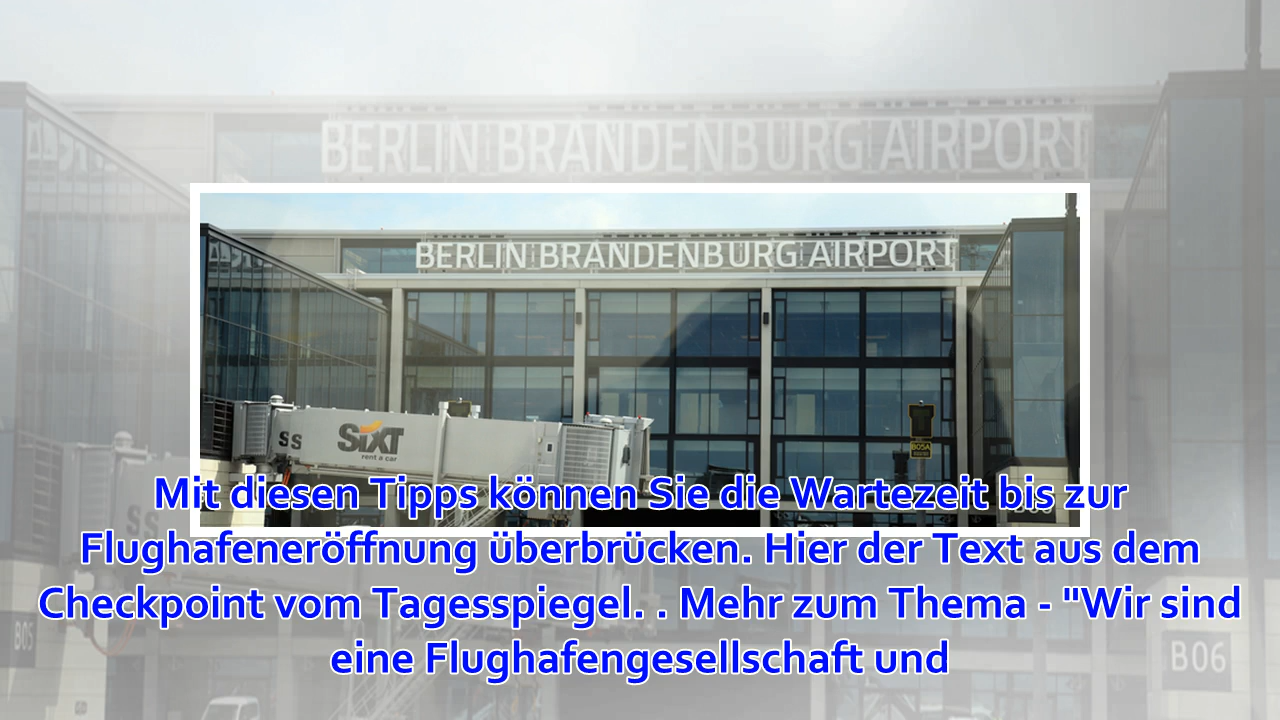 BERLIN BRANDENBURG AIRPORT
BERLIN BRANDENBURG AIRPORT
SS
SiXT
rent a car
B05A
Mit diesen Tipps können Sie die Wartezeit bis zur
Flughafeneröffnung überbrücken. Hier der Text aus dem
Checkpoint vom Tagesspiegel. . Mehr zum Thema - "Wir sind
eine Flughafengesellschaft und
SS
B05
B06